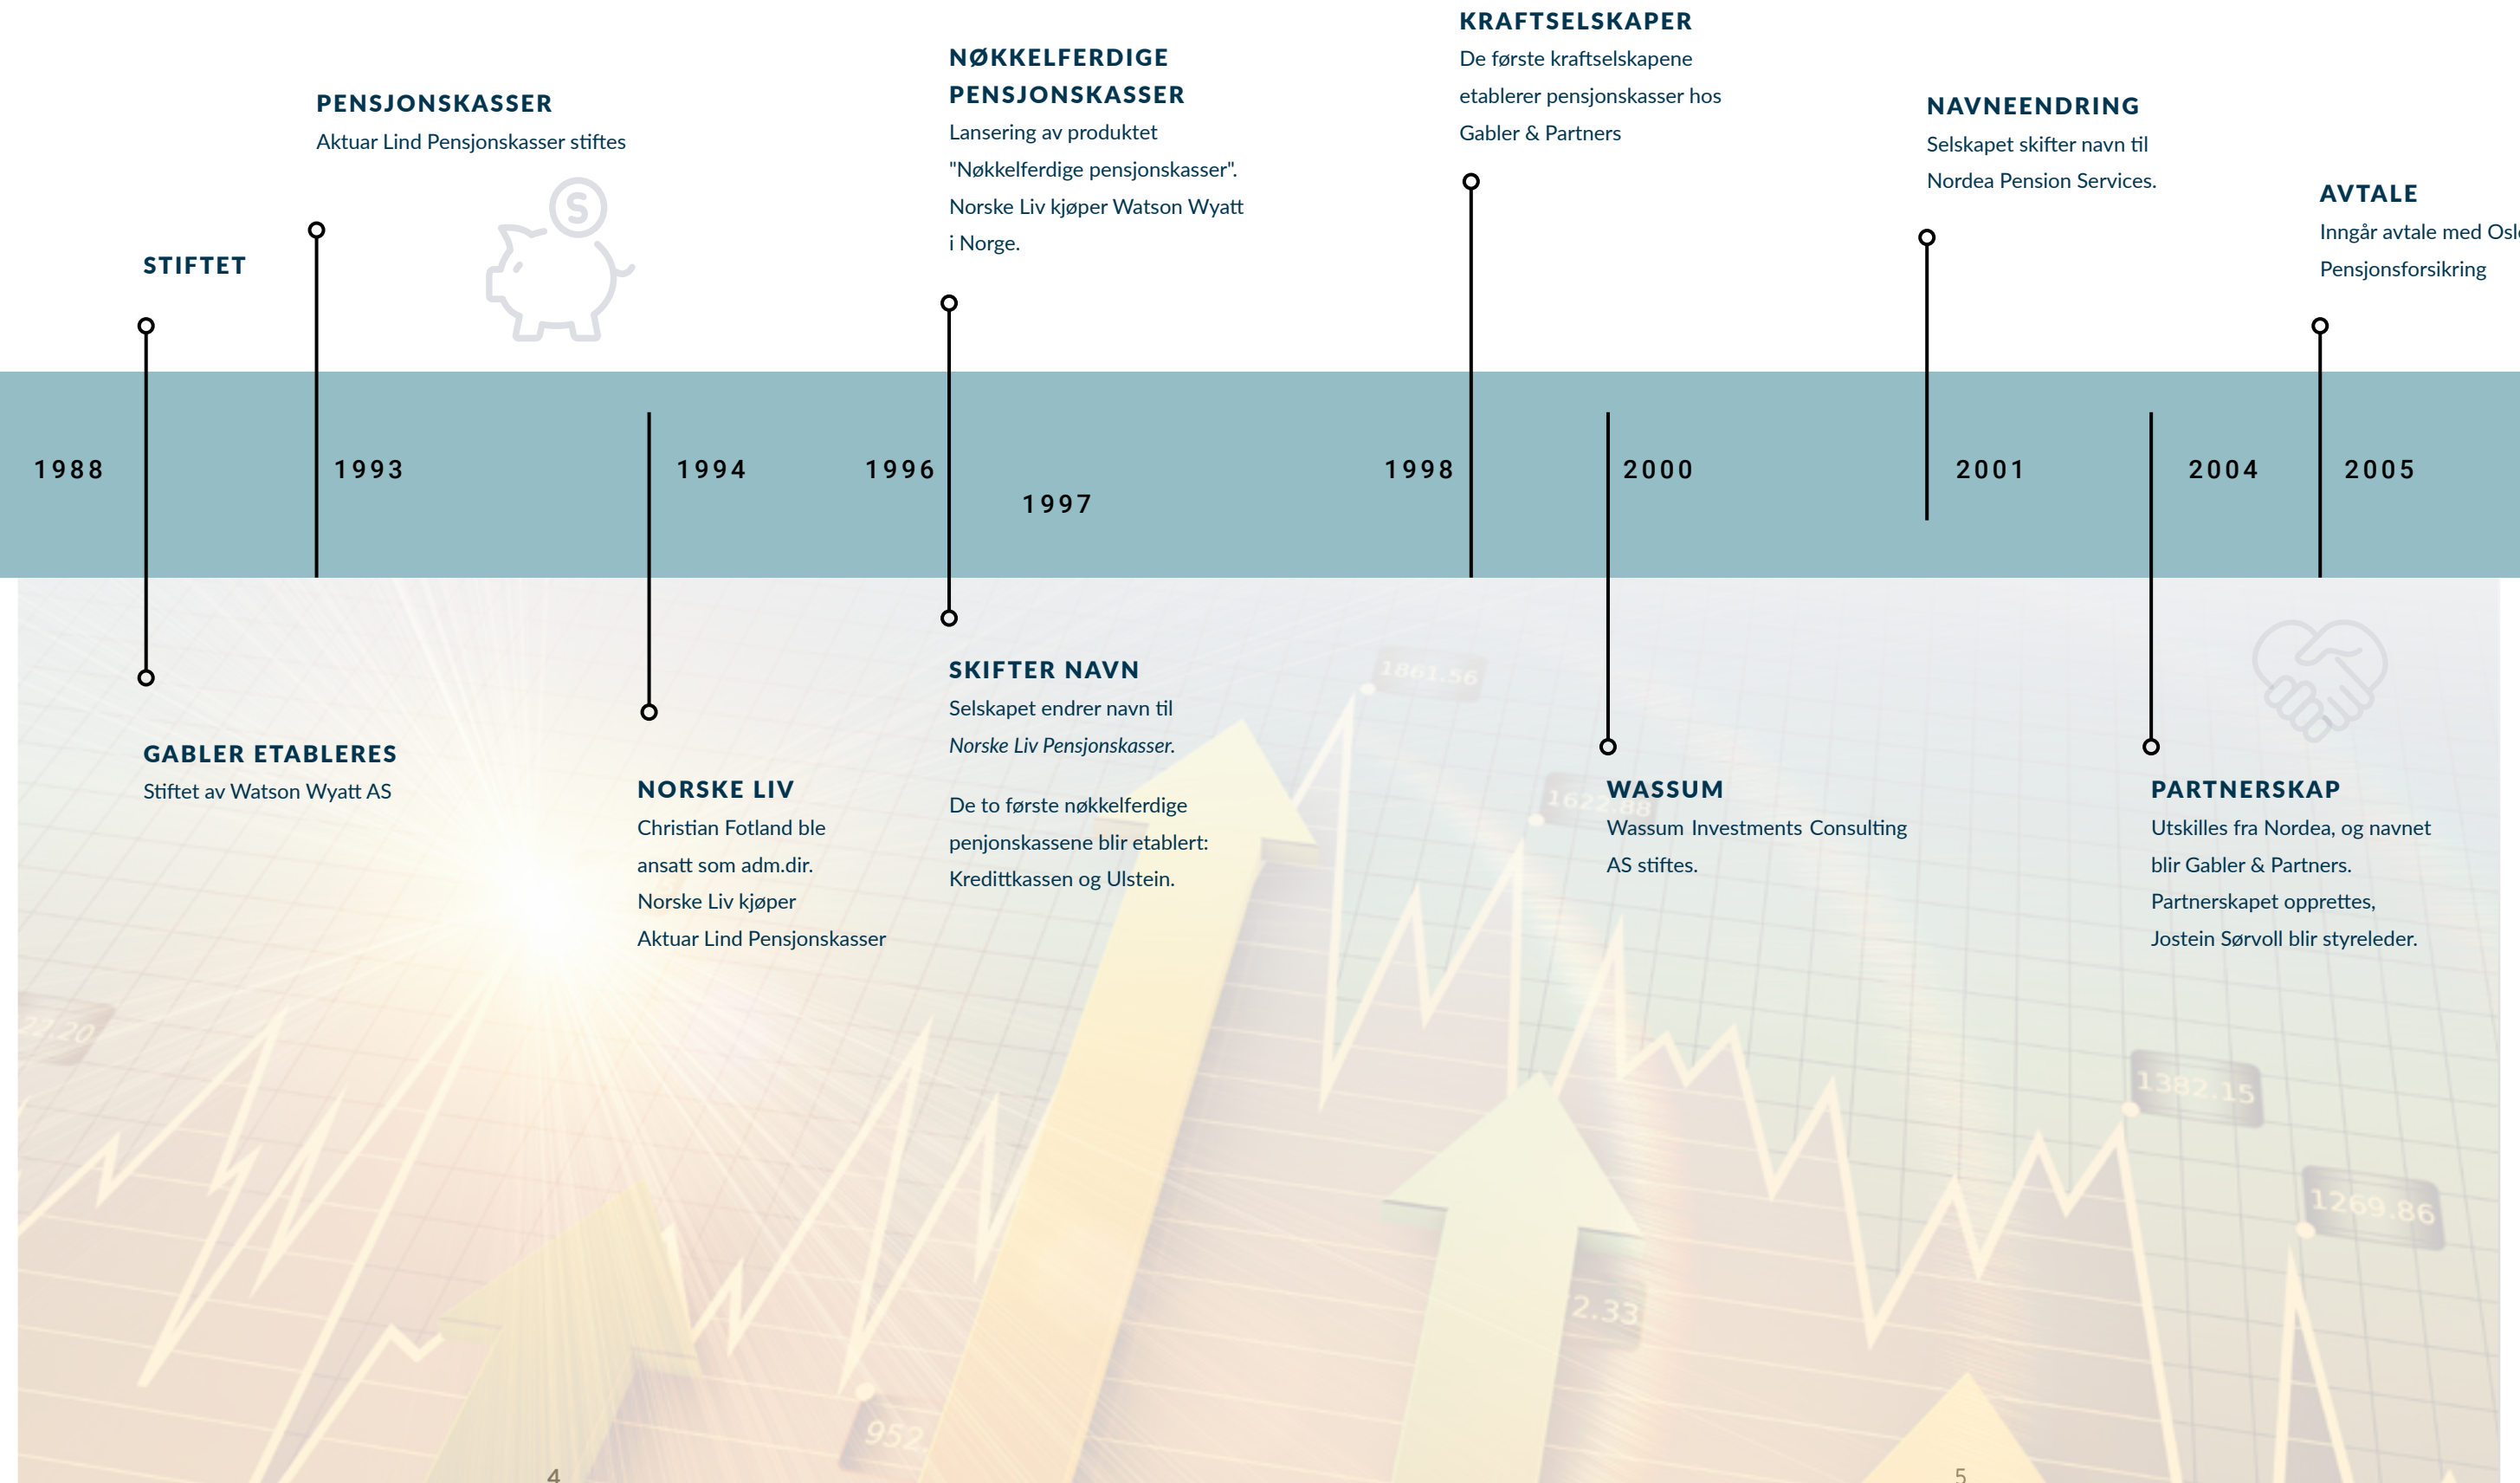 KRAFTSELSKAPER
De første kraftselskapene
etablerer pensjonskasser hos
Gabler & Partners
NØKKELFERDIGE
PENSJONSKASSER
Lansering av produktet
"Nøkkelferdige pensjonskasser".
Norske Liv kjøper Watson Wyatt
i Norge.
PENSJONSKASSER
Aktuar Lind Pensjonskasser stiftes
NAVNEENDRING
Selskapet skifter navn til
Nordea Pension Services.
AVTALE
Inngår avtale med
Pensjonsforsikring
STIFTET
S
1988
1993
1994
1996
1997
1998
2000
2001
2004
2005
GABLER ETABLERES
Stiftet av Watson Wyatt AS
NORSKE LIV
Christian Fotland ble
ansatt som adm.dir.
Norske Liv kjøper
Aktuar Lind Pensjonskasser
SKIFTER NAVN
Selskapet endrer navn til
Norske Liv Pensjonskasser.
De to første nøkkelferdige
penjonskassene blir etablert:
Kredittkassen og Ulstein.
WASSUM
Wassum Investments Consulting
AS stiftes.
PARTNERSKAP
Utskilles fra Nordea, og navnet
blir Gabler & Partners.
Partnerskapet opprettes,
Jostein Sørvoll blir styreleder.
1861.56
1622.88
22.20
1382.15
1269.86
2.33
952.
4
5